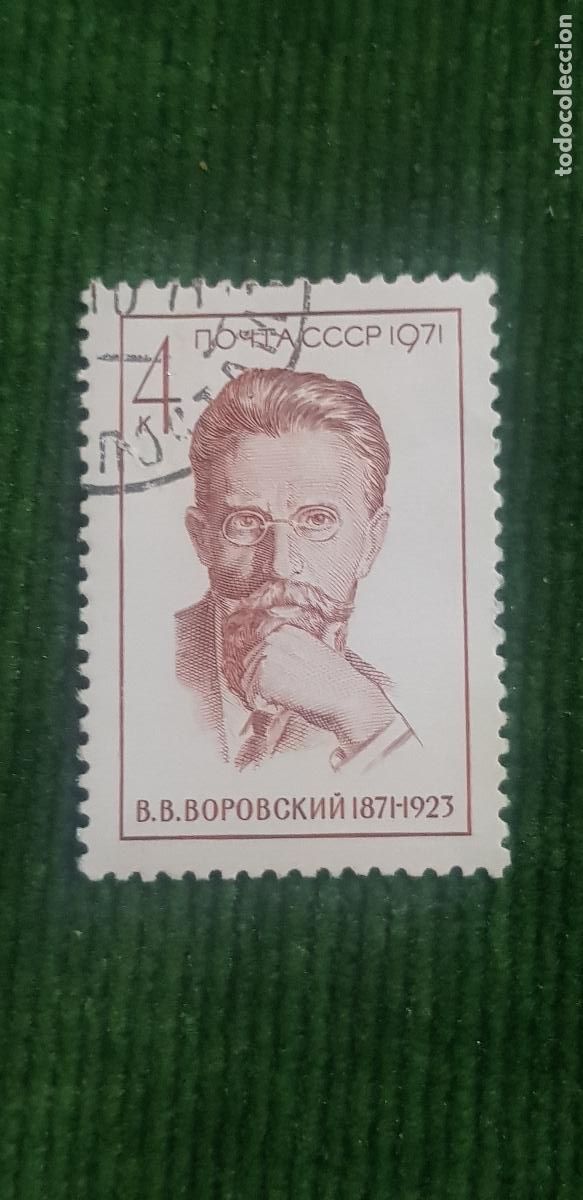 todocoleccion
ПОЧТА СССР 1971
4
К
В.В.ВОРОВСКИЙ 1871-1923